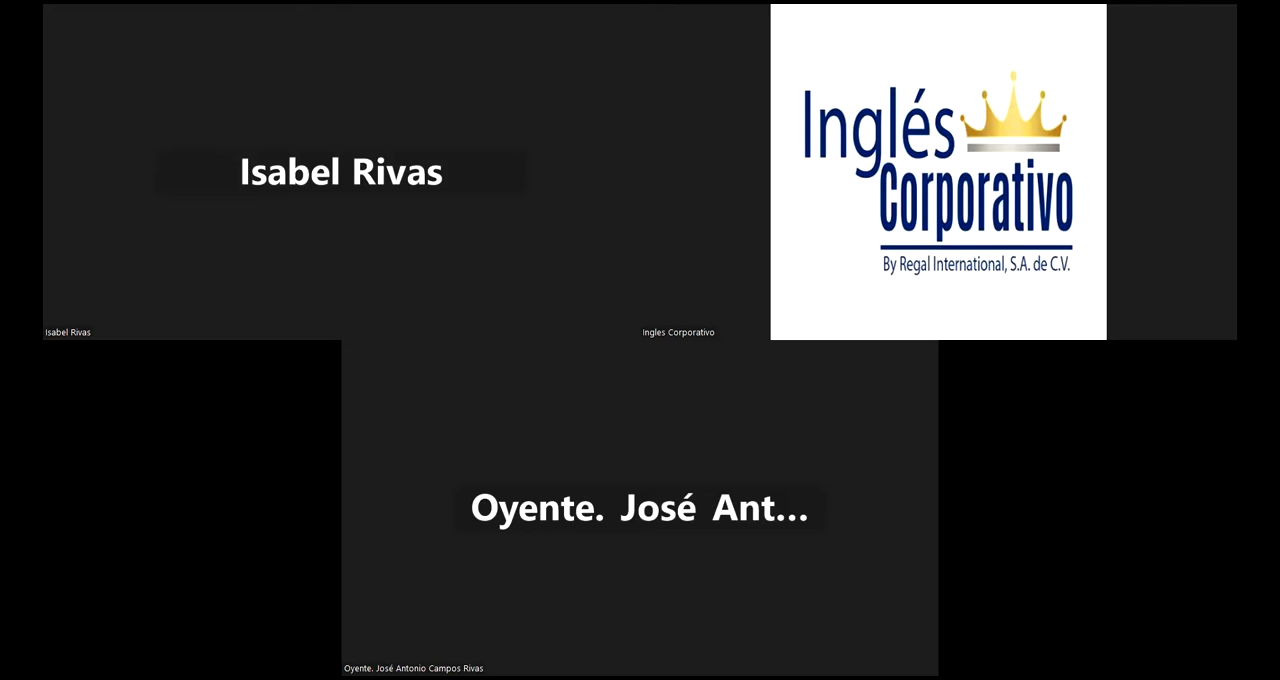 Isabel Rivas
Inglés
Corporativo
By Regal International, S.A. de C.V.
Isabel Rivas
Ingles Corporativo
Oyente. José Ant...
Oyente. José Antonio Campos Rivas